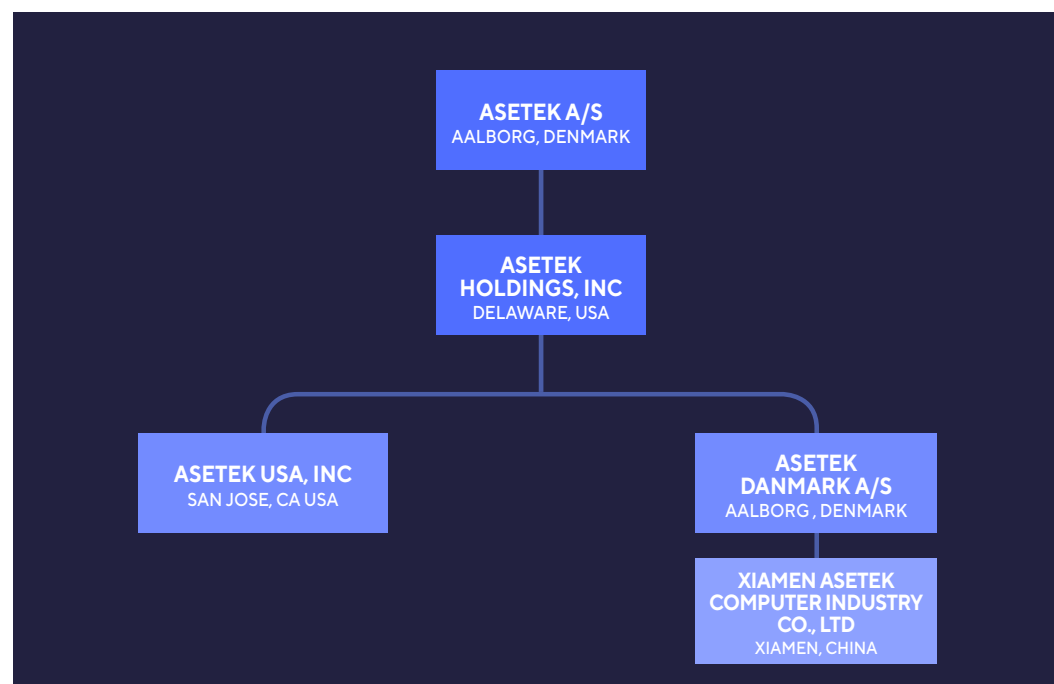 ASETEK A/S
AALBORG, DENMARK
ASETEK
HOLDINGS, INC
DELAWARE, USA
ASETEK USA, INC
SAN JOSE, CA USA
ASETEK
DANMARK A/S
AALBORG , DENMARK
XIAMEN ASETEK
COMPUTER INDUSTRY
CO., LTD
XIAMEN, CHINA